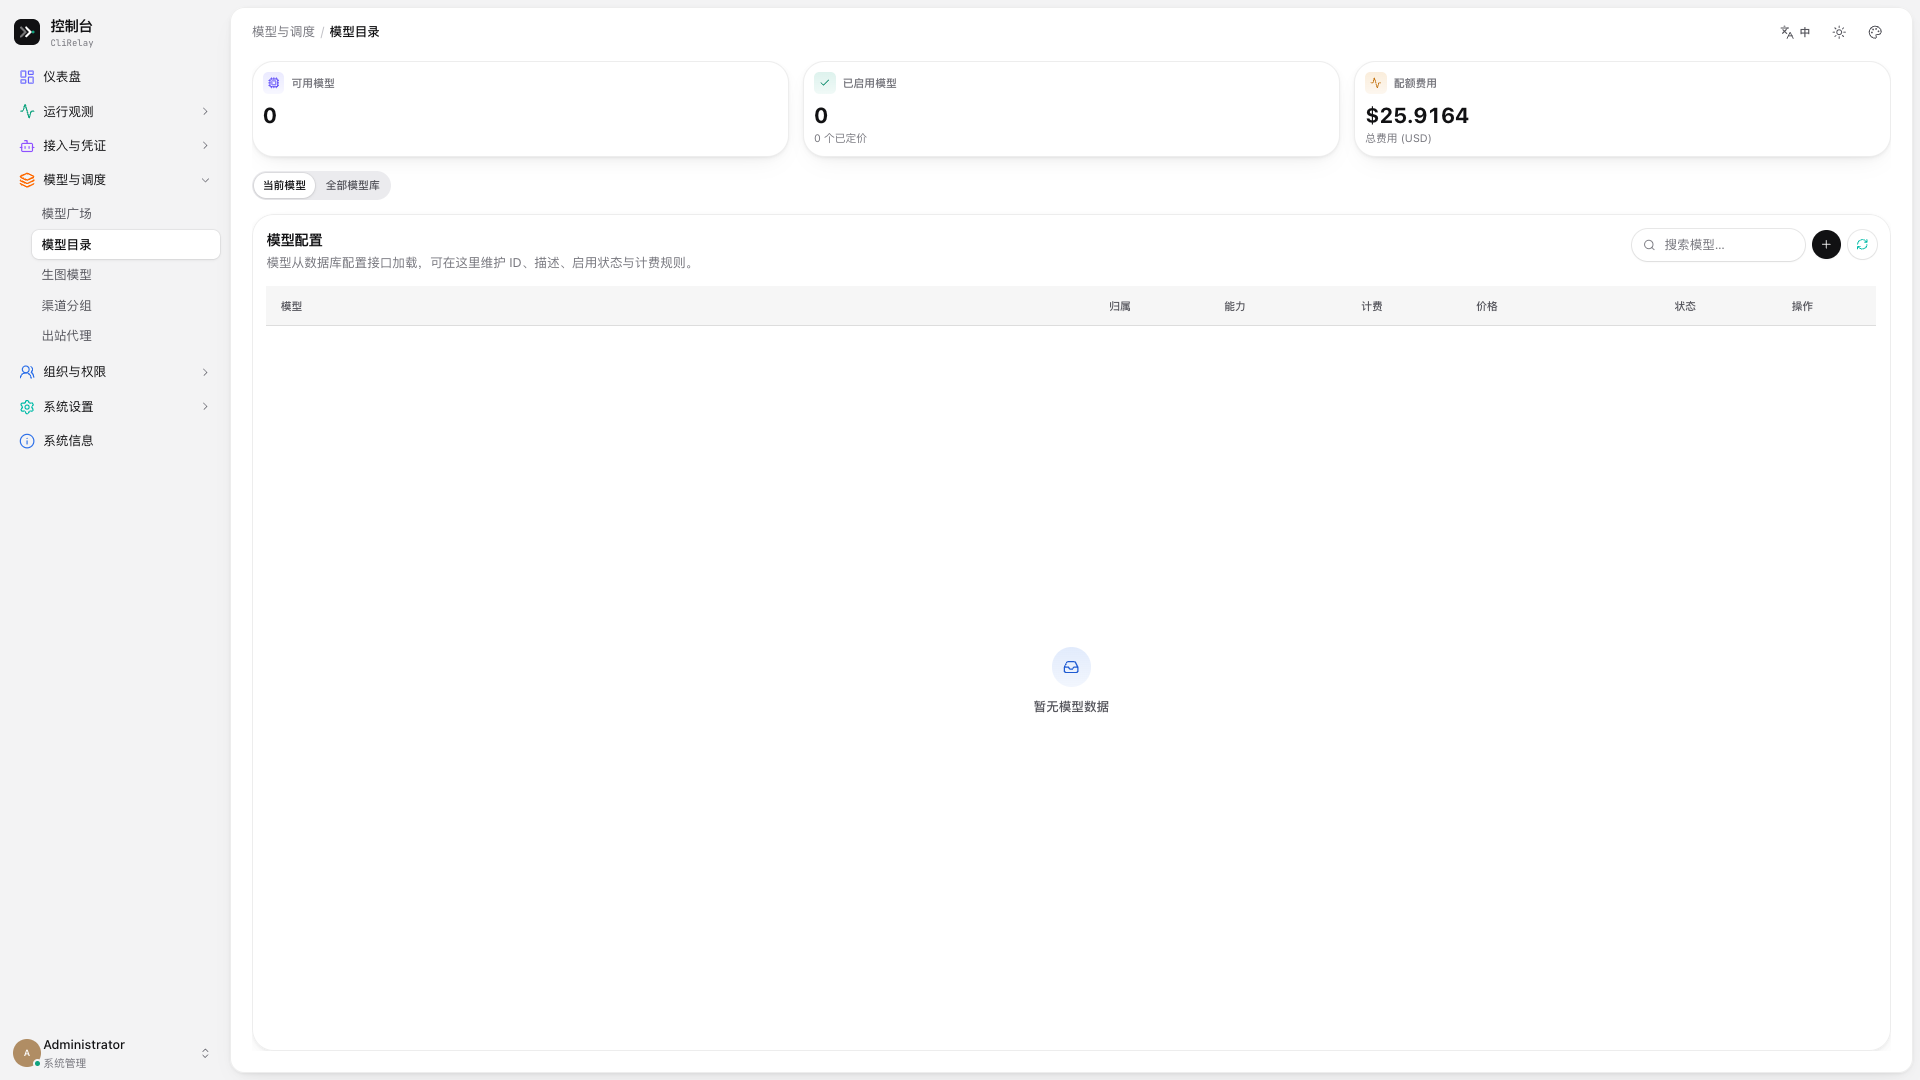 控制台
CliRelay
仪表盘
运行观测
接入与凭证
模型与调度
模型广场
模型目录
生图模型
渠道分组
出站代理
组织与权限
系统设置
系统信息
A
Administrator
系统管理
模型与调度 / 模型目录
中
可用模型
0
已启用模型
0
0 个已定价
配额费用
$25.9164
总费用 (USD)
当前模型 全部模型库
模型配置
模型从数据库配置接口加载，可在这里维护 ID、描述、启用状态与计费规则。
搜索模型...
模型 归属 能力 计费 价格 状态 操作
暂无模型数据